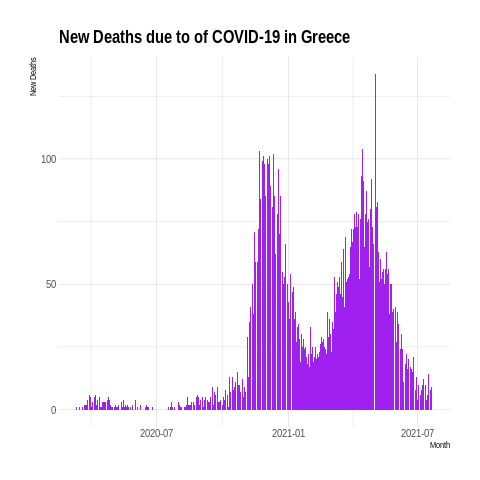 New Deaths due to of COVID-19 in Greece
New Deaths
100
50
0
2020-07
2021-01
2021-07
Month